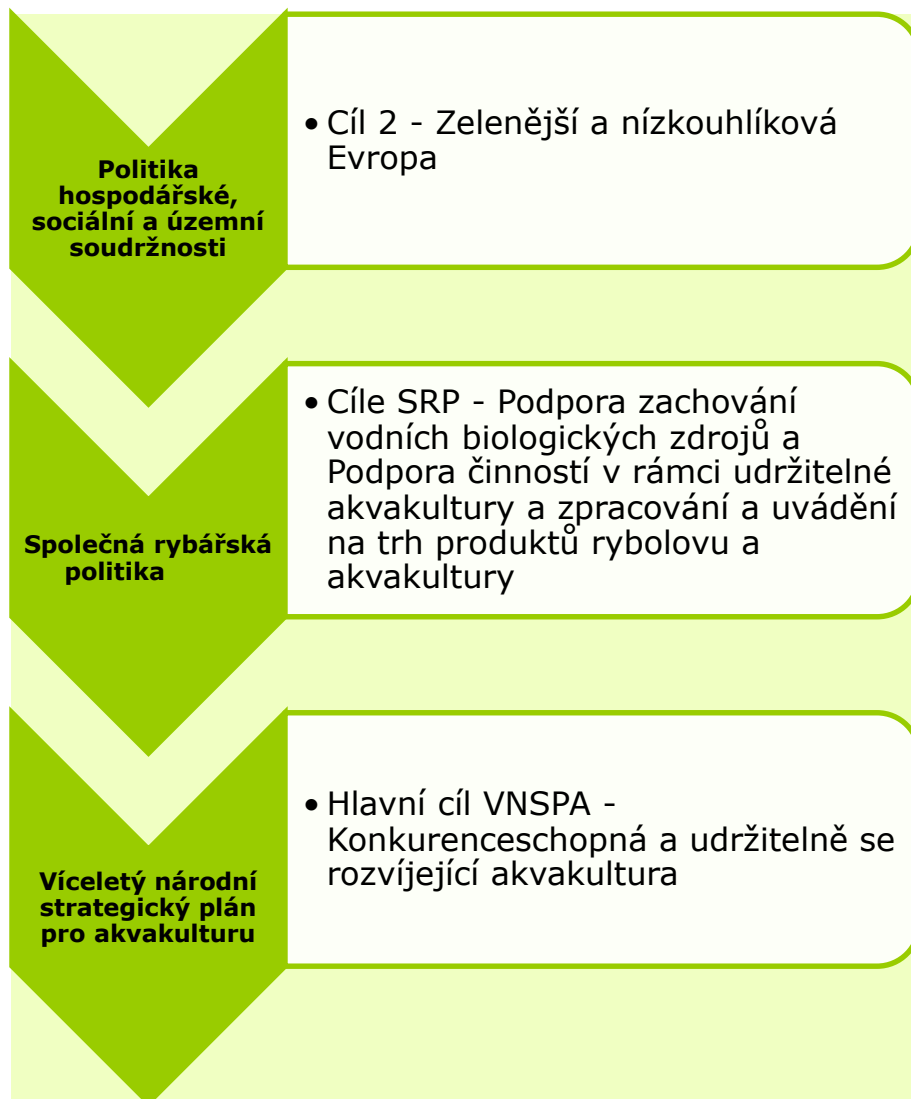 Politika
hospodářské,
sociální a územní
soudržnosti
• Cíl 2 - Zelenější a nízkouhlíková
Evropa
Společná rybářská
politika
• Cíle SRP - Podpora zachování
vodních biologických zdrojů a
Podpora činností v rámci udržitelné
akvakultury a zpracování a uvádění
na trh produktů rybolovu a
akvakultury
Víceletý národní
strategický plán
pro akvakulturu
• Hlavní cíl VNSPA -
Konkurenceschopná a udržitelně se
rozvíjející akvakultura